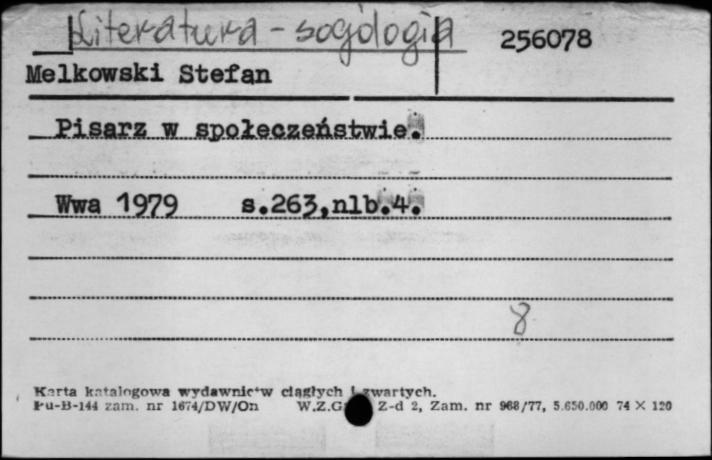 Literatura - socjologia 256078
Melkowski Stefan
Pisarz w społeczeństwie.
Wwa 1979 s.263,nlb.4.
8
Karta katalogowa wydawnictw ciągłych i zwartych.
Pu-B-144 zam. nr 1674/DW/On W.Z.G Z-d 2, Zam. nr 968/77, 5.650.000 74 × 120